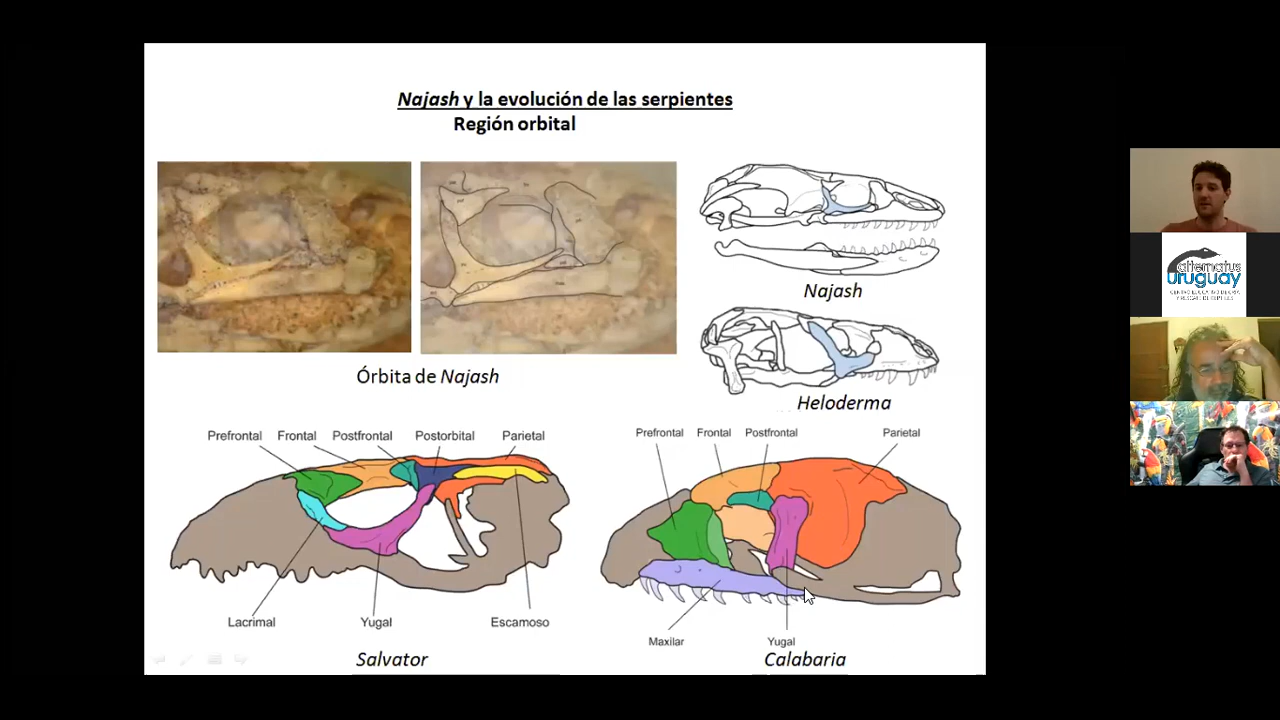 Najash y la evolución de las serpientes
Región orbital
Najash
Órbita de Najash
Heloderma
Prefrontal Frontal Postfrontal Postorbital Parietal
Lacrimal Yugal Escamoso
Salvator
Prefrontal Frontal Postfrontal Parietal
Maxilar Yugal
Calabaria
alternatus
uruguay